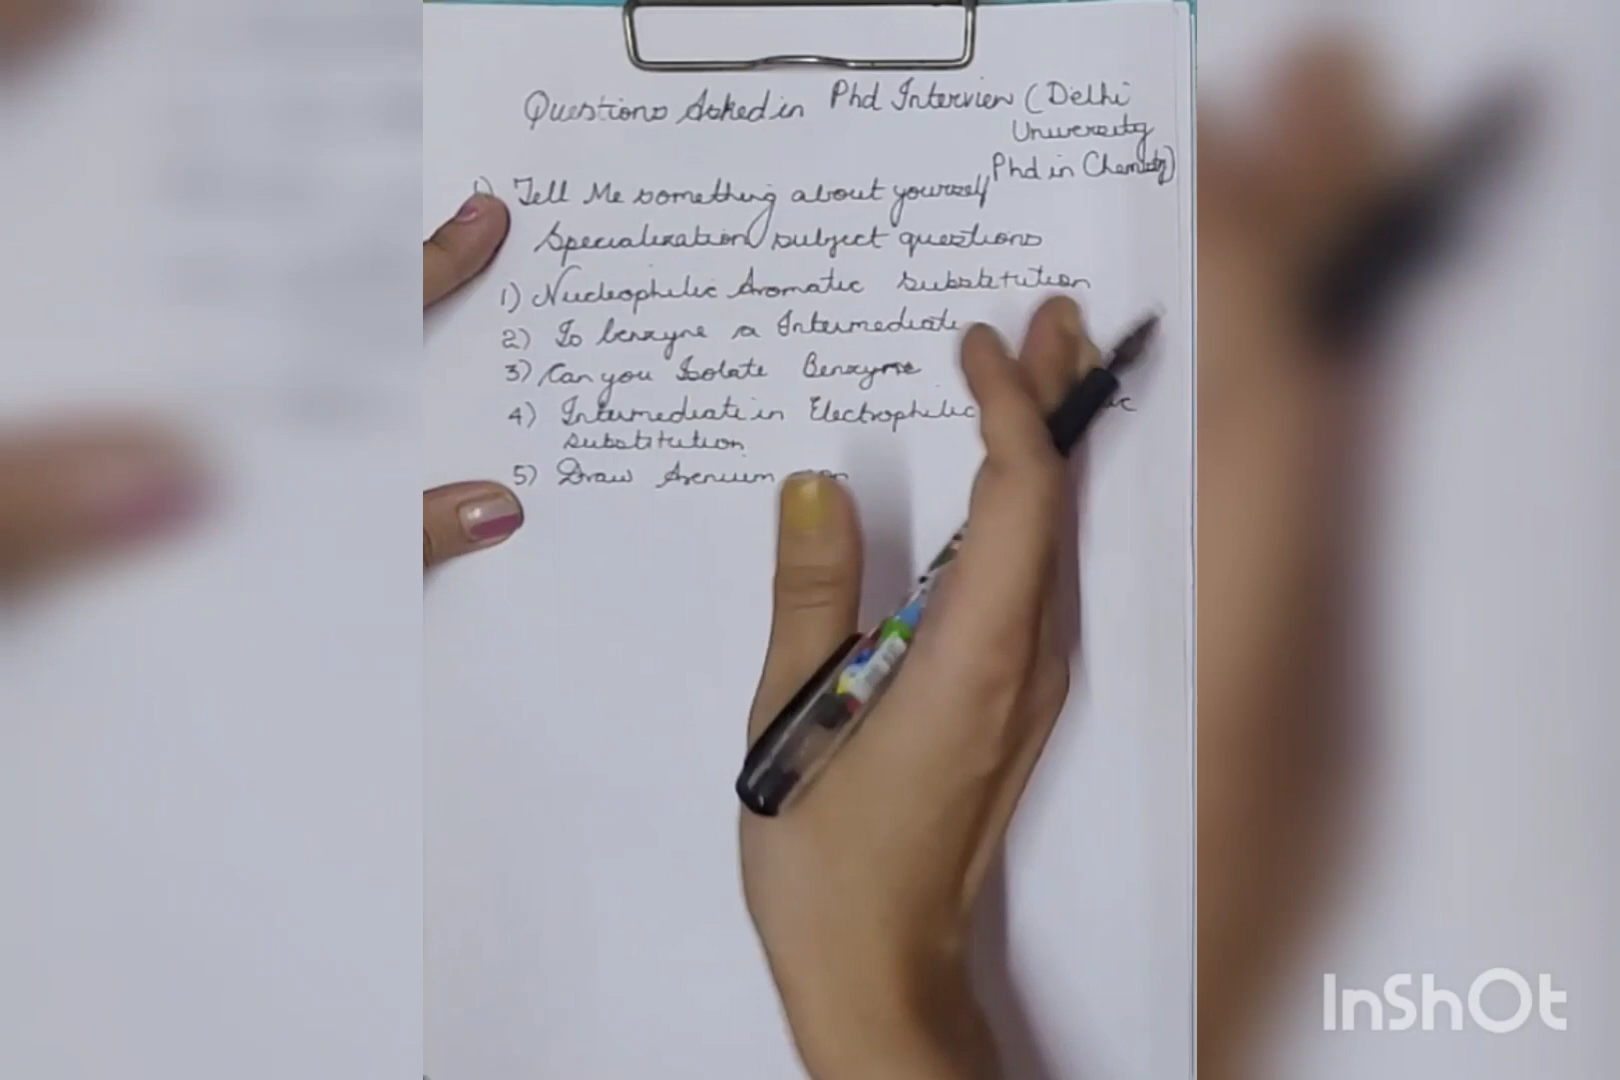 Questions Asked in Phd Interview (Delhi
University
Phd in Chemistry)
1) Tell Me something about yourself
Specialization subject questions
1) Nucleophilic Aromatic Substitution
2) Is benzyne a Intermediate
3) Can you Isolate Benzyne
4) Intermediate in Electrophilic
substitution
5) Draw Arenium
InShOt